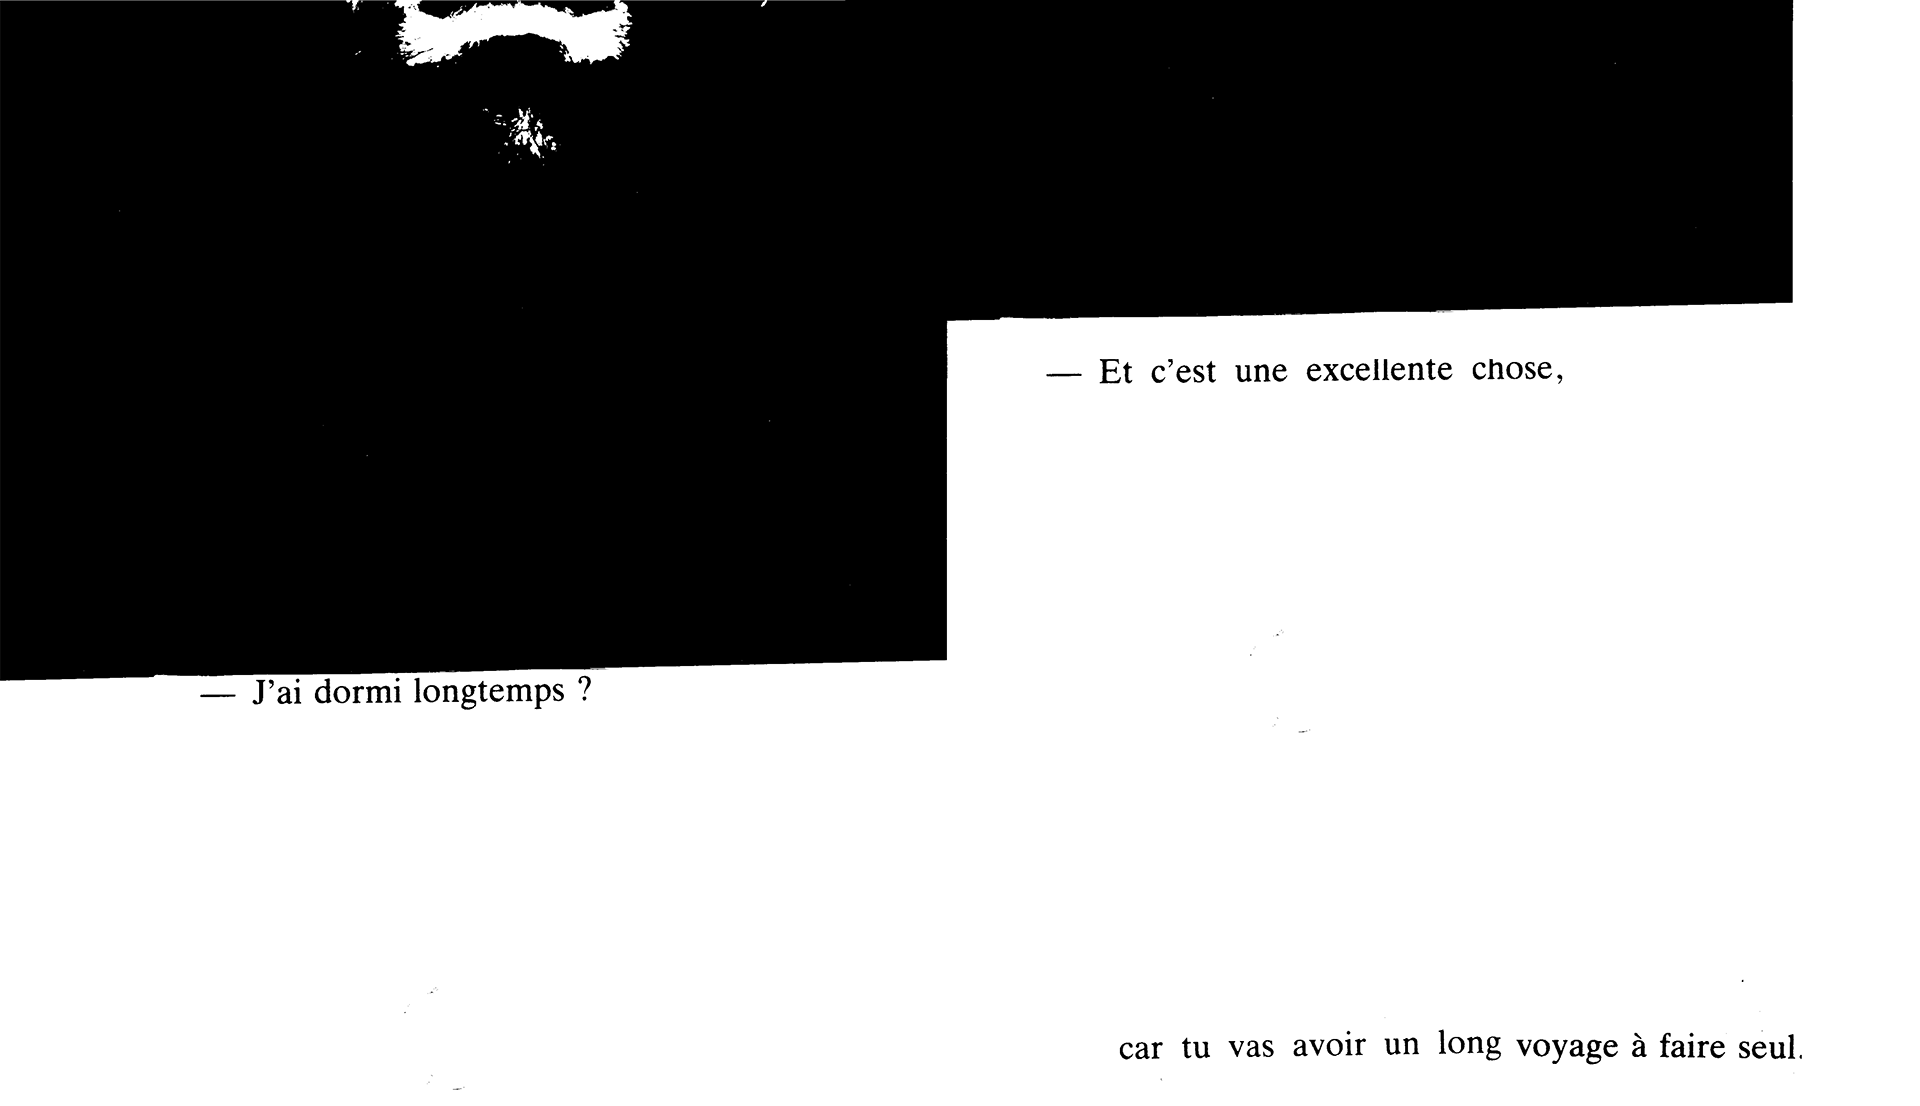 — J’ai dormi longtemps ?
— Et c’est une excellente chose,
car tu vas avoir un long voyage à faire seul.